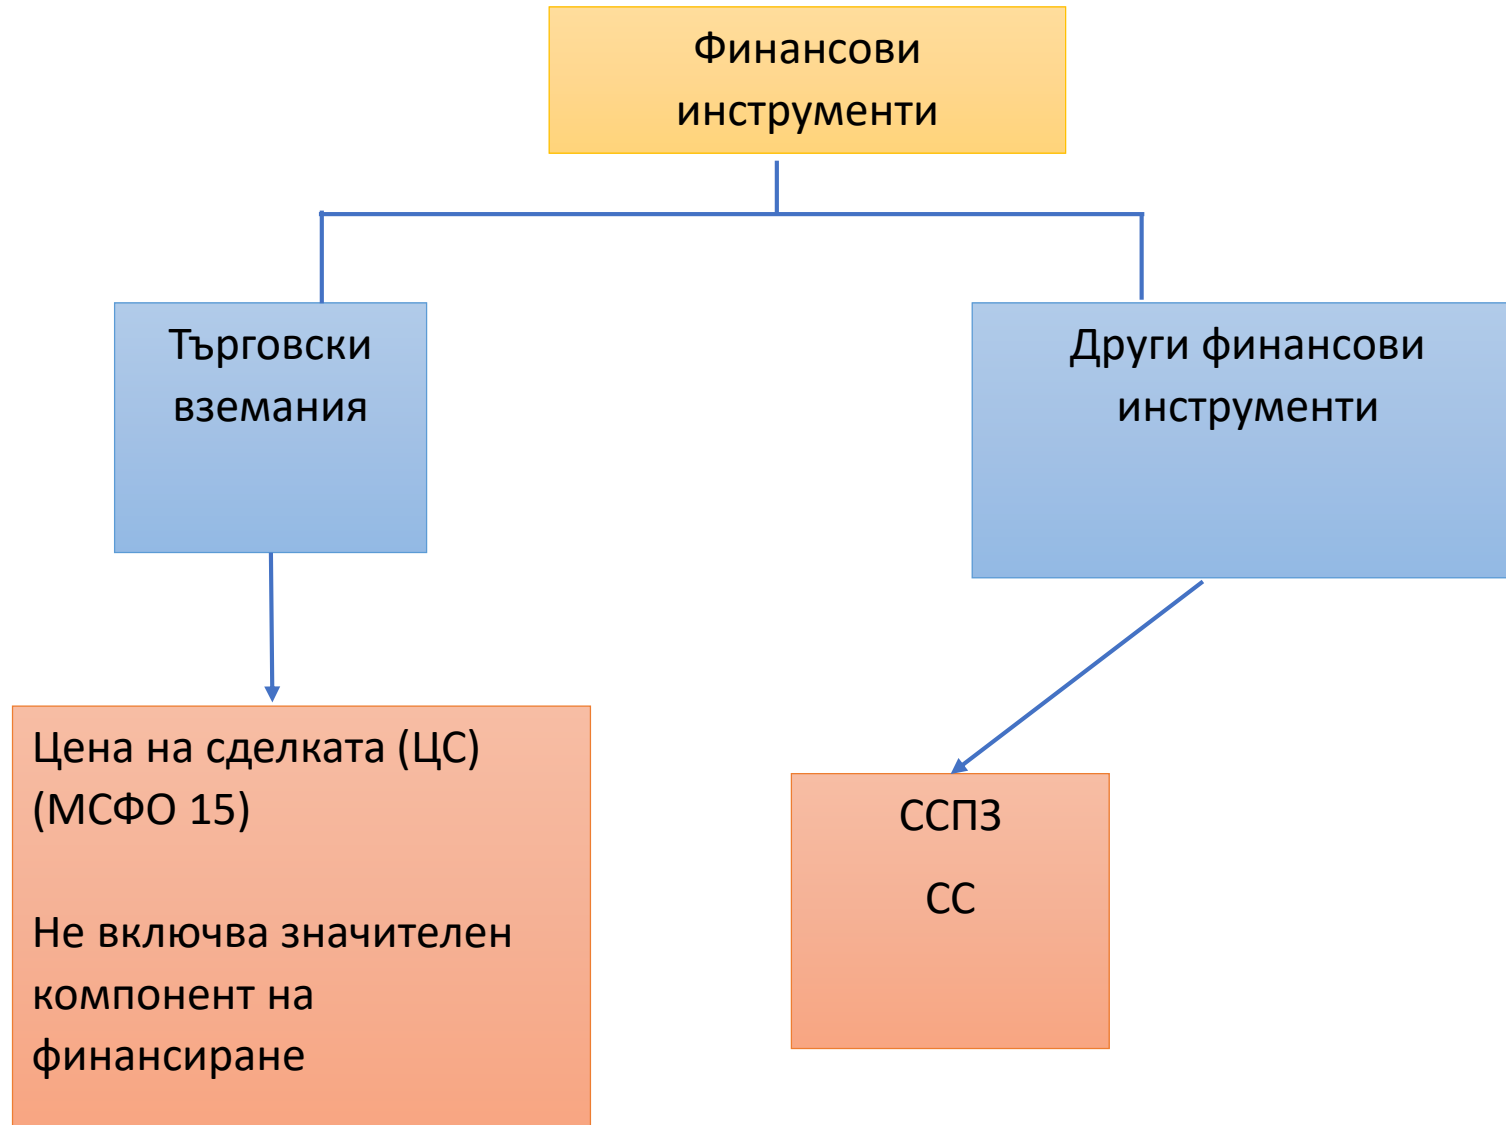 Финансови
инструменти
Търговски
вземания
Други финансови
инструменти
Цена на сделката (ЦС)
(МСФО 15)
Не включва значителен
компонент на
финансиране
ССПЗ
СС